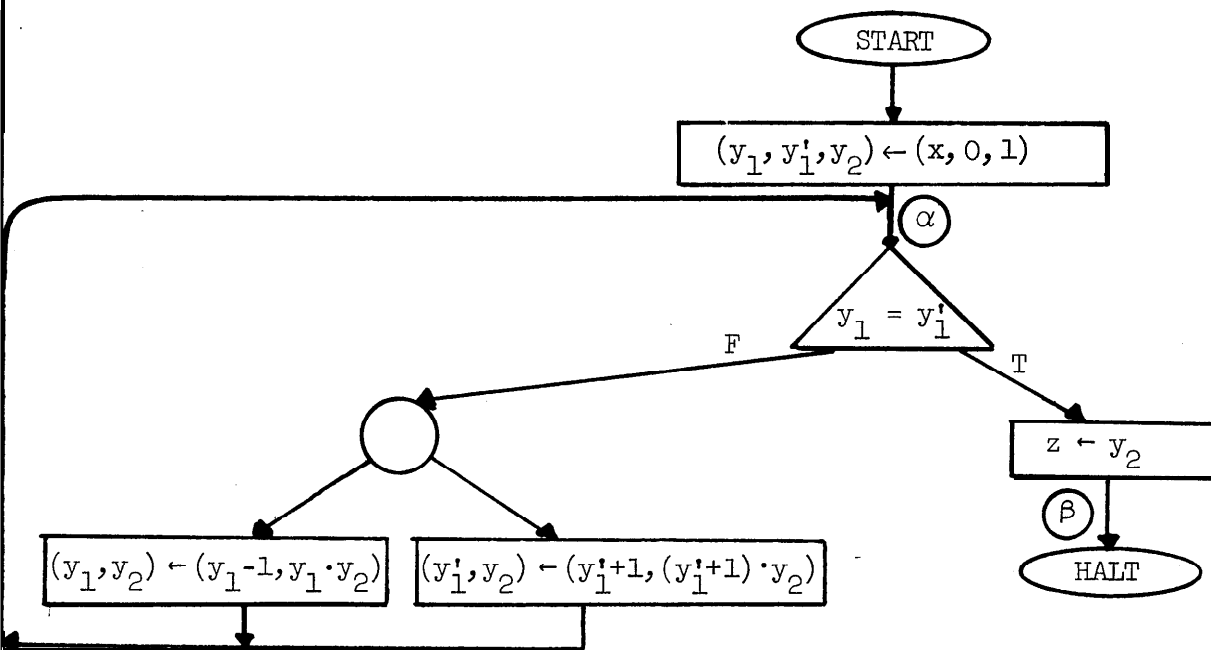 START
(y₁, y₁', y₂) ← (x, 0, 1)
α
y₁ = y₁'
F
T
z ← y₂
β
(y₁, y₂) ← (y₁-1, y₁·y₂)
(y₁', y₂) ← (y₁'+1, (y₁'+1)·y₂)
HALT